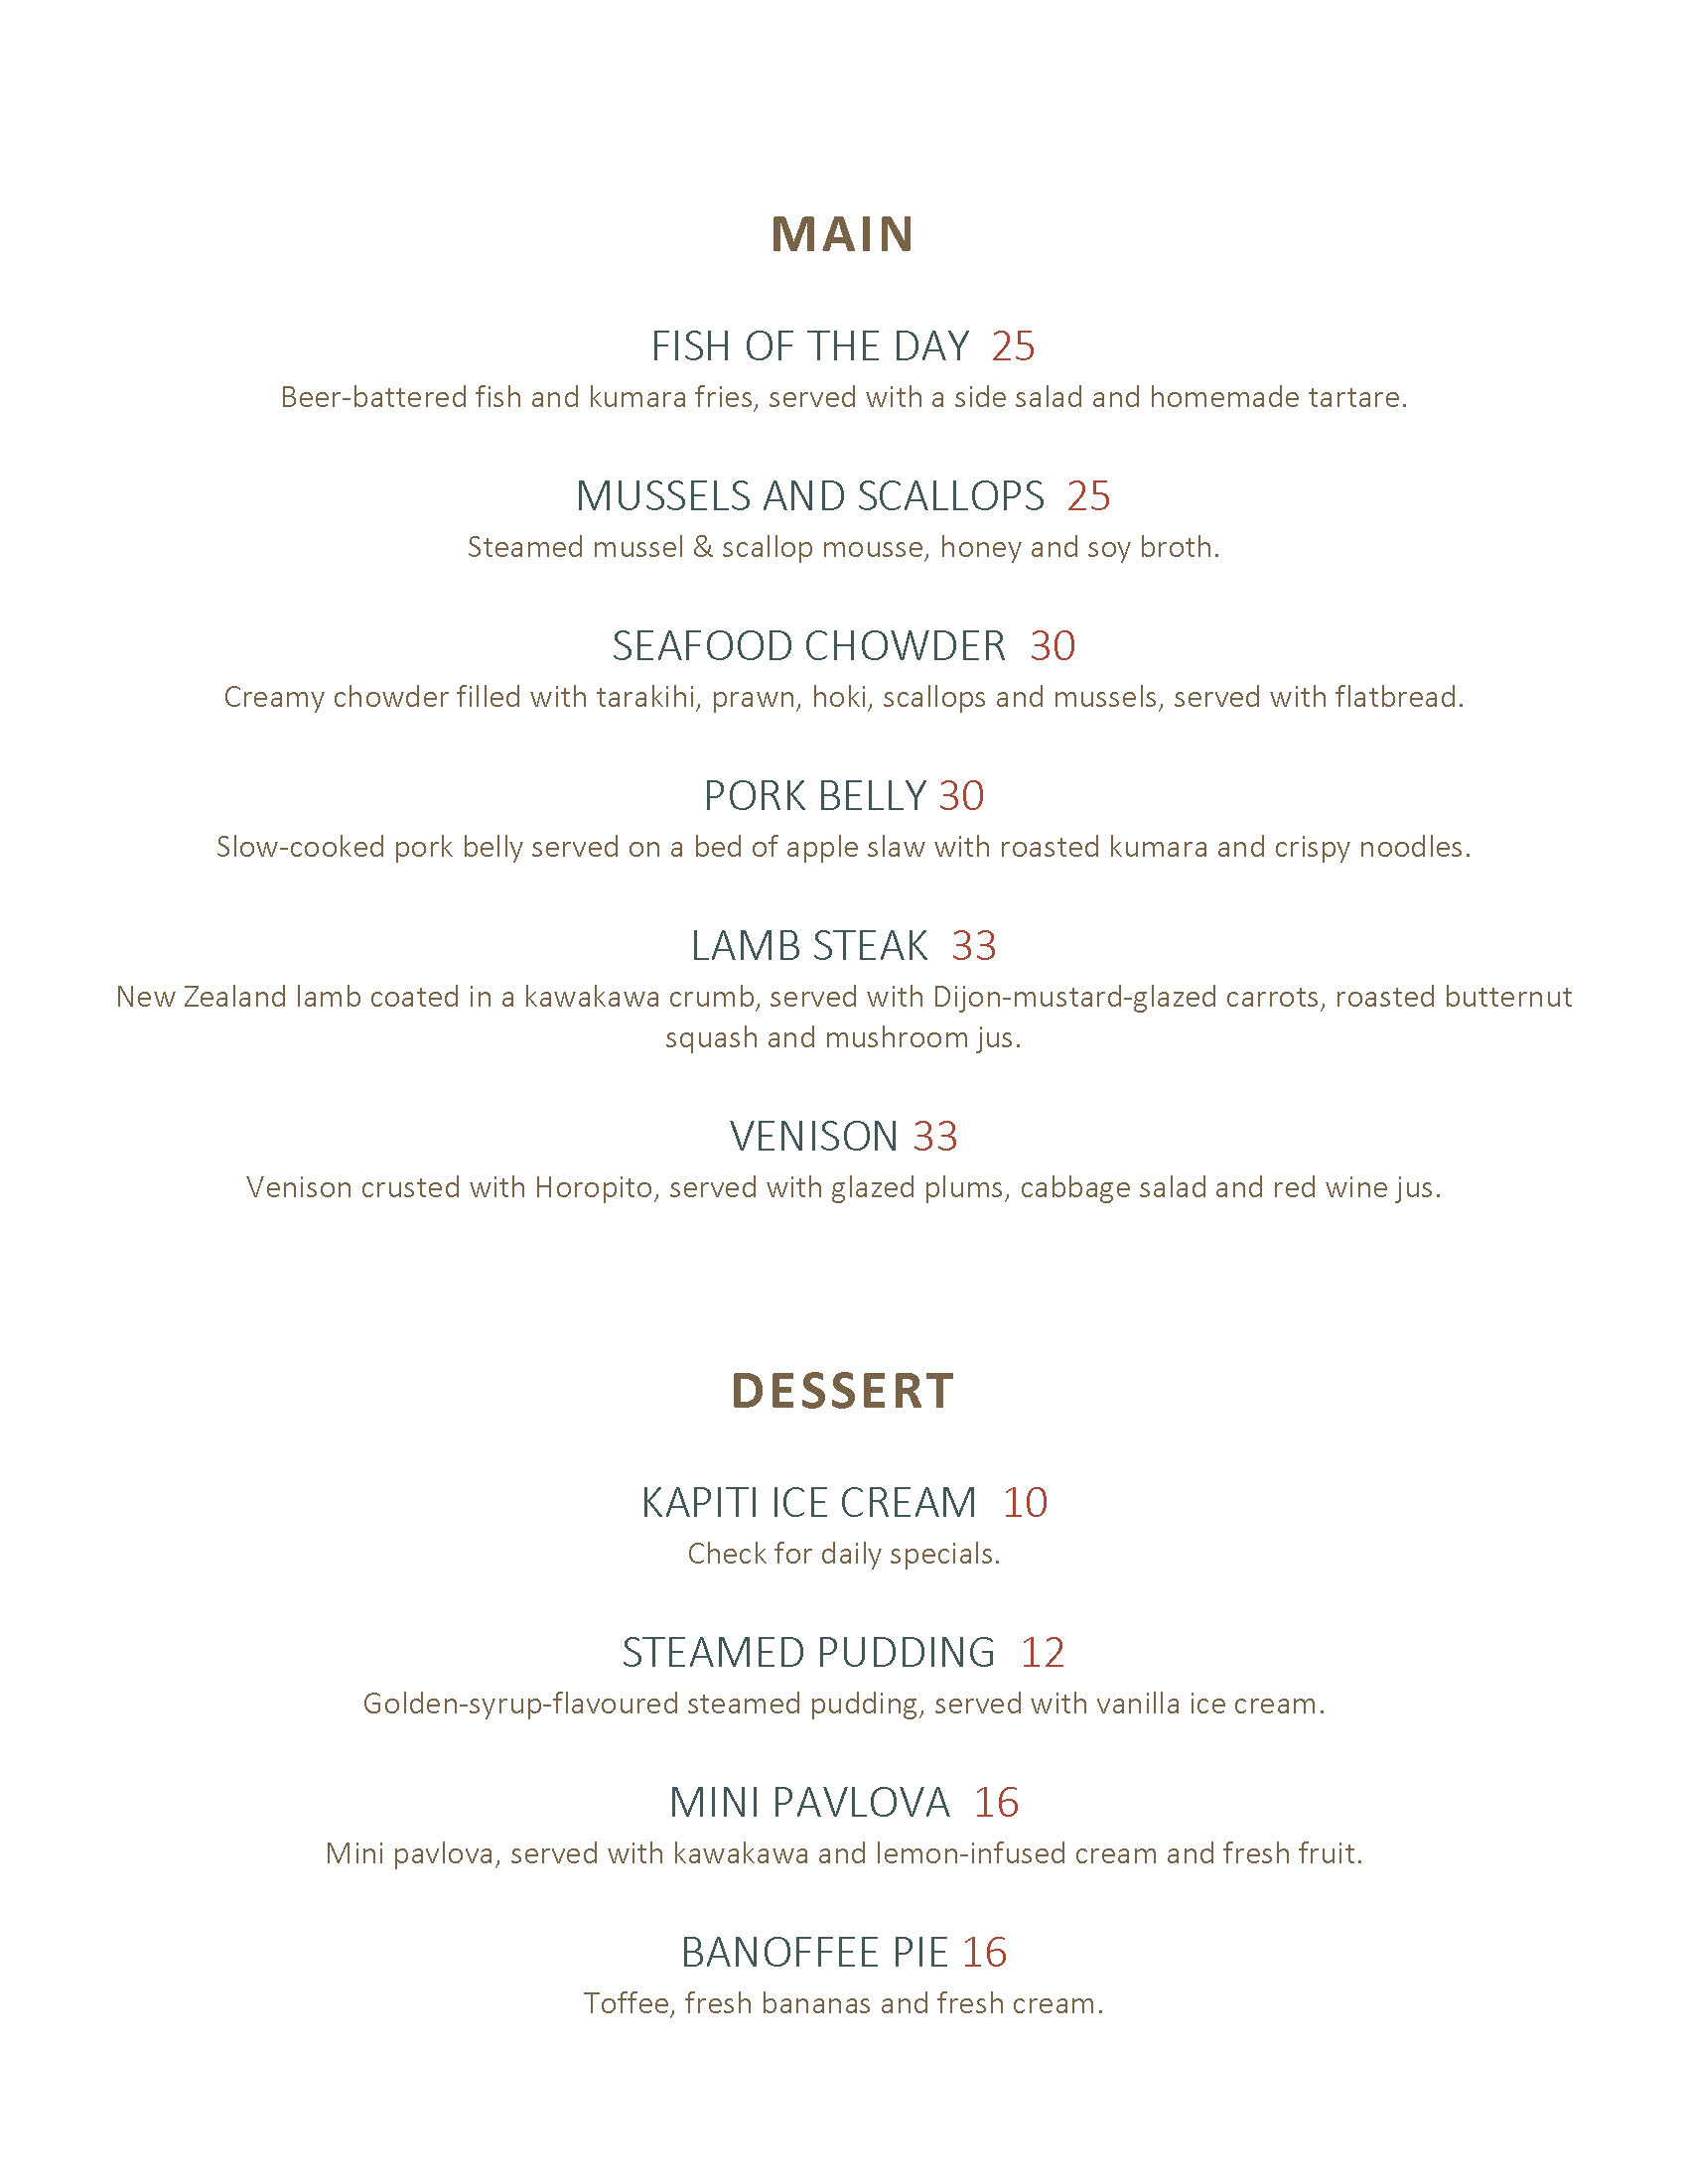 MAIN
FISH OF THE DAY 25
Beer-battered fish and kumara fries, served with a side salad and homemade tartare.
MUSSELS AND SCALLOPS 25
Steamed mussel & scallop mousse, honey and soy broth.
SEAFOOD CHOWDER 30
Creamy chowder filled with tarakihi, prawn, hoki, scallops and mussels, served with flatbread.
PORK BELLY 30
Slow-cooked pork belly served on a bed of apple slaw with roasted kumara and crispy noodles.
LAMB STEAK 33
New Zealand lamb coated in a kawakawa crumb, served with Dijon-mustard-glazed carrots, roasted butternut
squash and mushroom jus.
VENISON 33
Venison crusted with Horopito, served with glazed plums, cabbage salad and red wine jus.
DESSERT
KAPITI ICE CREAM 10
Check for daily specials.
STEAMED PUDDING 12
Golden-syrup-flavoured steamed pudding, served with vanilla ice cream.
MINI PAVLOVA 16
Mini pavlova, served with kawakawa and lemon-infused cream and fresh fruit.
BANOFFEE PIE 16
Toffee, fresh bananas and fresh cream.